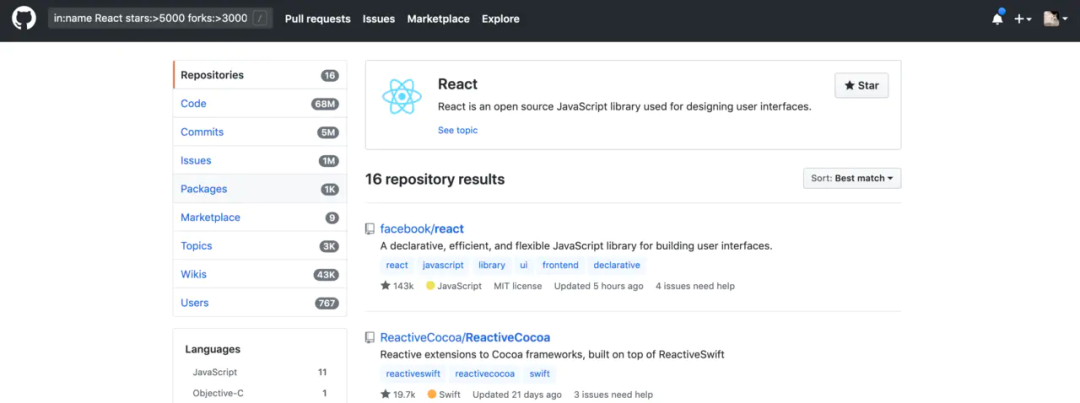 in:name React stars:>5000 forks:>3000 / Pull requests Issues Marketplace Explore
Repositories 16
Code 68M
Commits 5M
Issues 1M
Packages 1K
Marketplace 9
Topics 3K
Wikis 43K
Users 767
Languages
JavaScript 11
Objective-C 1
React
Star
React is an open source JavaScript library used for designing user interfaces.
See topic
16 repository results
Sort: Best match
facebook/react
A declarative, efficient, and flexible JavaScript library for building user interfaces.
react javascript library ui frontend declarative
143k JavaScript MIT license Updated 5 hours ago 4 issues need help
ReactiveCocoa/ReactiveCocoa
Reactive extensions to Cocoa frameworks, built on top of ReactiveSwift
reactiveswift reactivecocoa swift
19.7k Swift Updated 21 days ago 3 issues need help